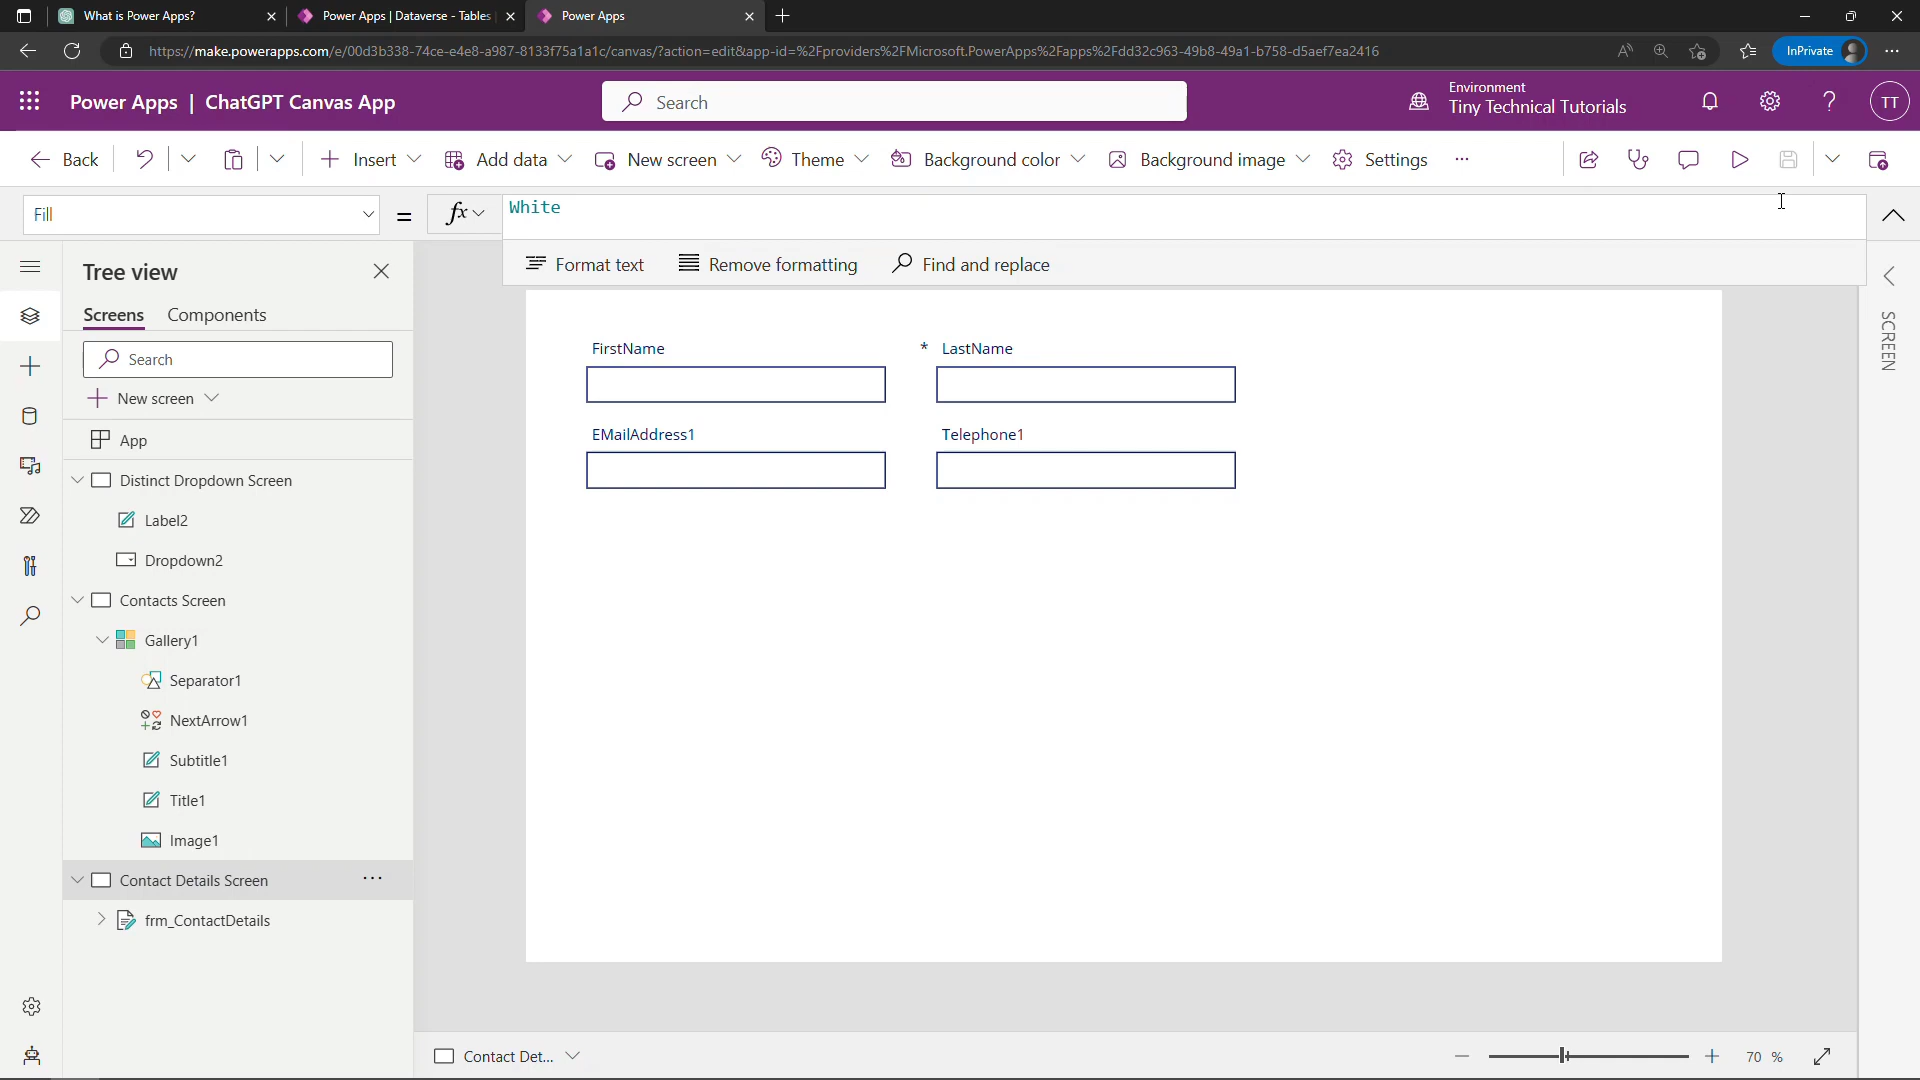 What is Power Apps?
Power Apps | Dataverse - Tables
Power Apps
https://make.powerapps.com/e/00d3b338-74ce-e4e8-a987-8133f75a1a1c/canvas/?action=edit&app-id=%2Fproviders%2FMicrosoft.PowerApps%2Fapps%2Fdd32c963-49b8-49a1-b758-d5aef7ea2416
InPrivate
Power Apps | ChatGPT Canvas App
Search
Environment
Tiny Technical Tutorials
TT
Back
Insert
Add data
New screen
Theme
Background color
Background image
Settings
...
Fill
=
fx
White
Format text
Remove formatting
Find and replace
Tree view
Screens
Components
Search
New screen
App
Distinct Dropdown Screen
Label2
Dropdown2
Contacts Screen
Gallery1
Separator1
NextArrow1
Subtitle1
Title1
Image1
Contact Details Screen
...
frm_ContactDetails
FirstName
* LastName
EMailAddress1
Telephone1
SCREEN
Contact Det...
70 %